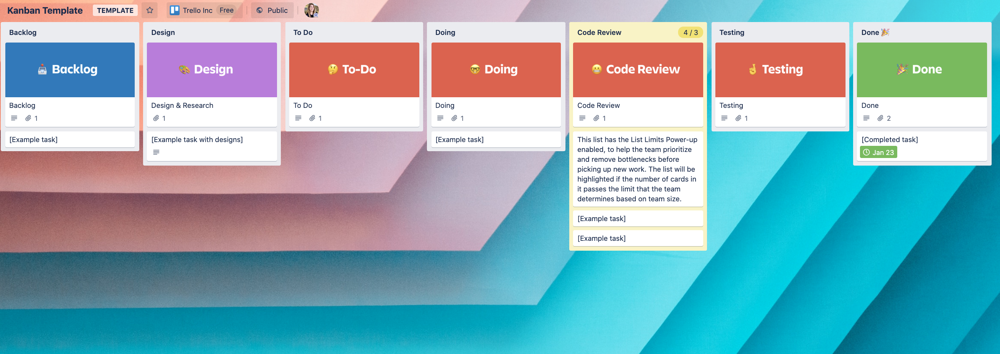 Kanban Template TEMPLATE Trello Inc Free Public
Backlog
Backlog
Backlog
1
[Example task]
Design
Design
Design & Research
1
[Example task with designs]
To Do
To-Do
To Do
1
Doing
Doing
Doing
1
[Example task]
Code Review 4 / 3
Code Review
Code Review
1
This list has the List Limits Power-up
enabled, to help the team prioritize
and remove bottlenecks before
picking up new work. The list will be
highlighted if the number of cards in
it passes the limit that the team
determines based on team size.
[Example task]
[Example task]
Testing
Testing
Testing
1
Done 🎉
Done
Done
2
[Completed task]
Jan 23